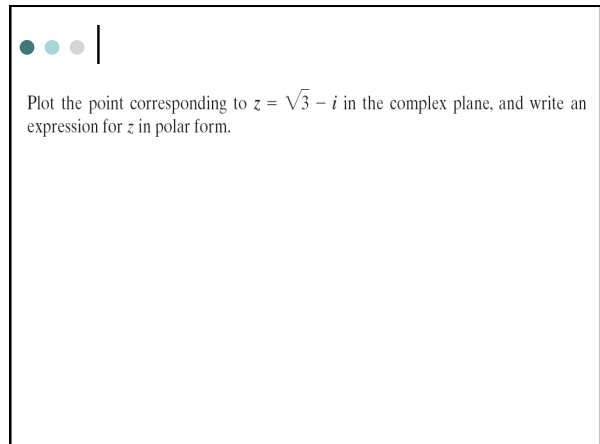 Plot the point corresponding to z = √3 − i in the complex plane, and write an
expression for z in polar form.